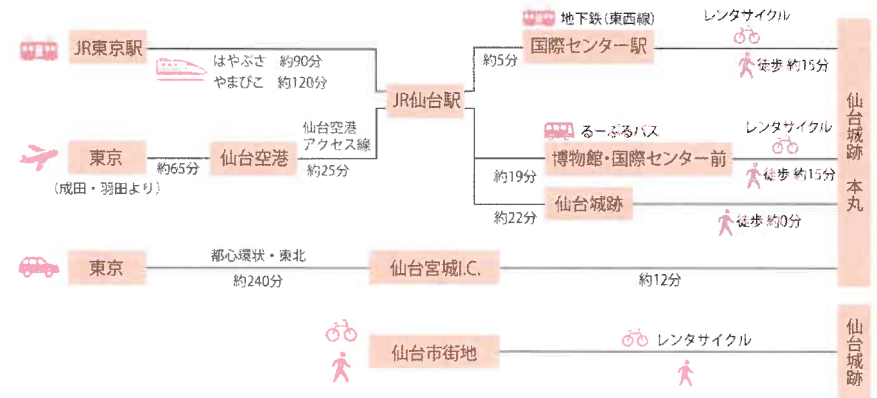 地下鉄(東西線)
レンタサイクル
JR東京駅
国際センター駅
はやぶさ 約90分
やまびこ 約120分
約5分
徒歩 約15分
JR仙台駅
仙台城跡 本丸
仙台空港
アクセス線
るーぷるバス
レンタサイクル
東京
約65分
仙台空港
約25分
博物館・国際センター前
約19分
徒歩 約15分
(成田・羽田より)
仙台城跡
約22分
徒歩 約0分
東京
都心環状・東北
約240分
仙台宮城I.C.
約12分
仙台市街地
レンタサイクル
仙台城跡